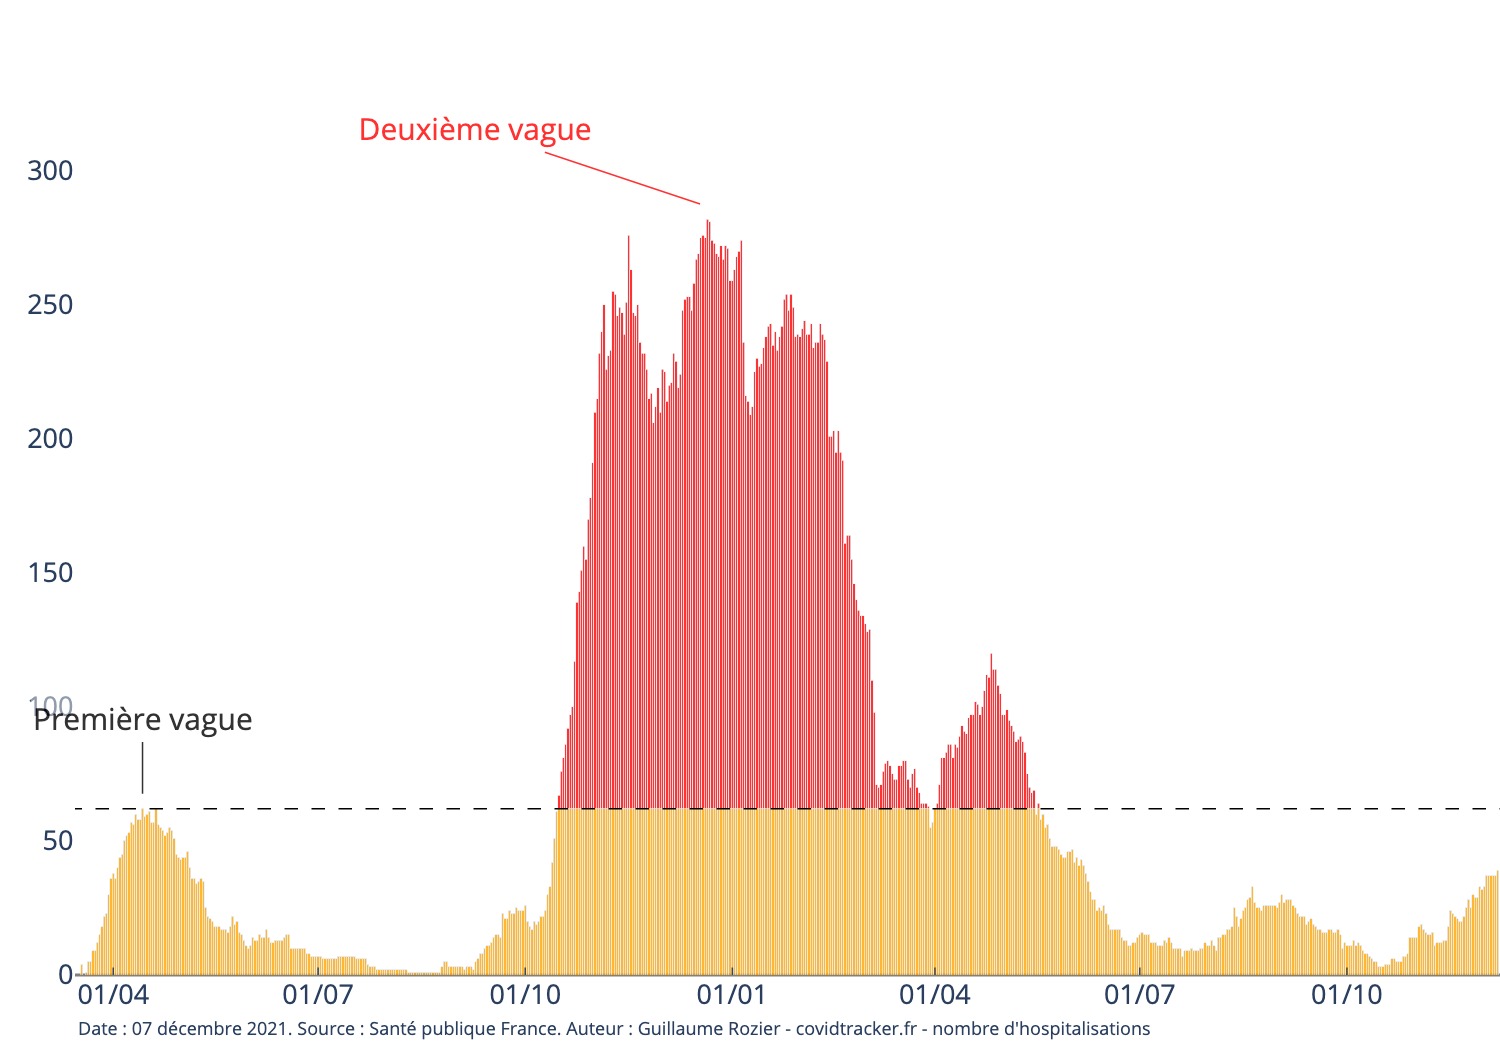 Deuxième vague
300
250
200
150
100
Première vague
50
0
01/04 01/07 01/10 01/01 01/04 01/07 01/10
Date : 07 décembre 2021. Source : Santé publique France. Auteur : Guillaume Rozier - covidtracker.fr - nombre d'hospitalisations